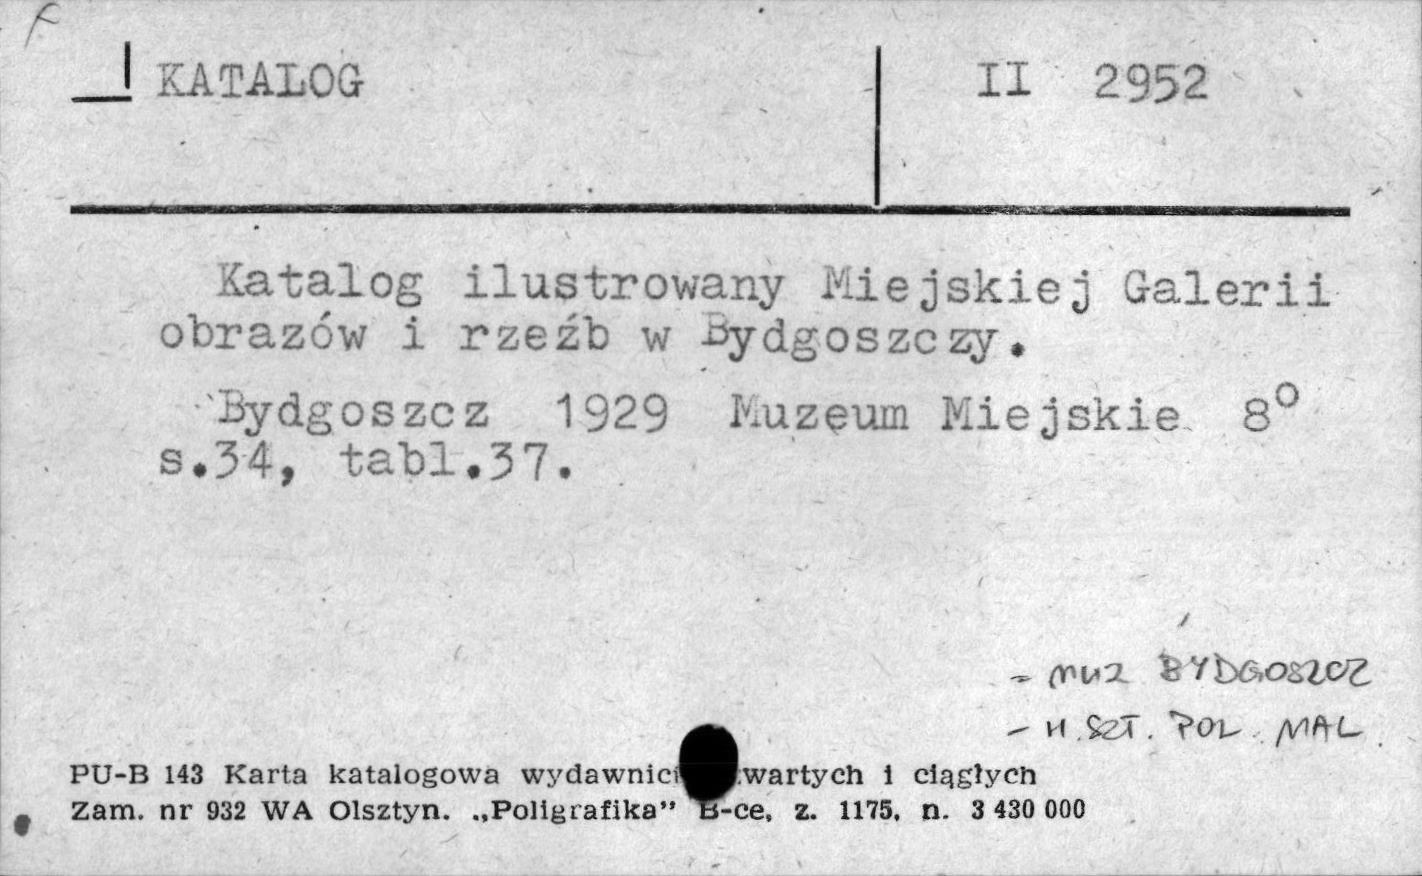 KATALOG II 2952
Katalog ilustrowany Miejskiej Galerii
obrazów i rzeźb w Bydgoszczy.
Bydgoszcz 1929 Muzeum Miejskie 8°
s.34, tabl.37.
- MUZ BYDGOSZCZ
- H. SZT. POL. MAL.
PU-B 143 Karta katalogowa wydawnict wartych i ciągłych
Zam. nr 932 WA Olsztyn. „Poligrafika” B-ce, z. 1175, n. 3 430 000